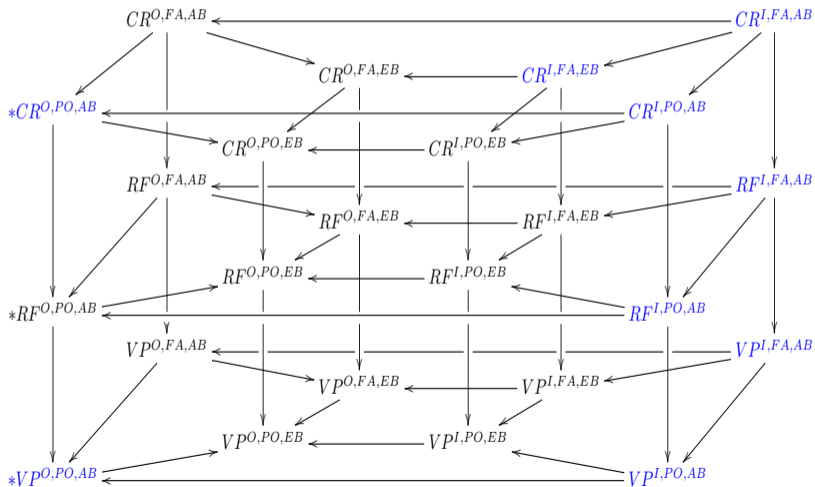 CR^{O,FA,AB} CR^{I,FA,AB}
CR^{O,FA,EB} CR^{I,FA,EB}
*CR^{O,PO,AB} CR^{I,PO,AB}
CR^{O,PO,EB} CR^{I,PO,EB}
RF^{O,FA,AB} RF^{I,FA,AB}
RF^{O,FA,EB} RF^{I,FA,EB}
RF^{O,PO,EB} RF^{I,PO,EB}
*RF^{O,PO,AB} RF^{I,PO,AB}
VP^{O,FA,AB} VP^{I,FA,AB}
VP^{O,FA,EB} VP^{I,FA,EB}
VP^{O,PO,EB} VP^{I,PO,EB}
*VP^{O,PO,AB} VP^{I,PO,AB}